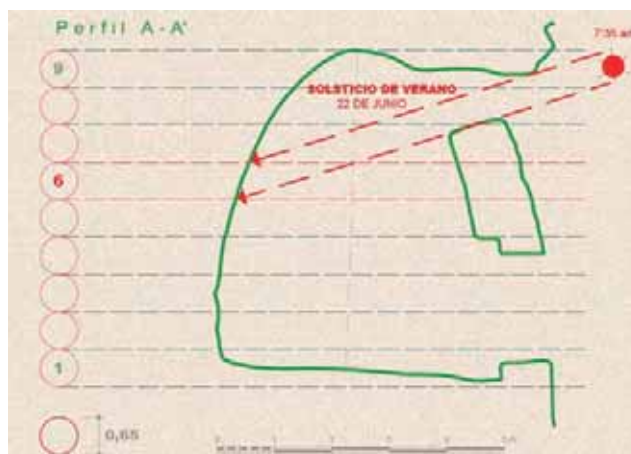 Perfil A-A'
7:35 am
9
SOLSTICIO DE VERANO
22 DE JUNIO
6
1
0,65